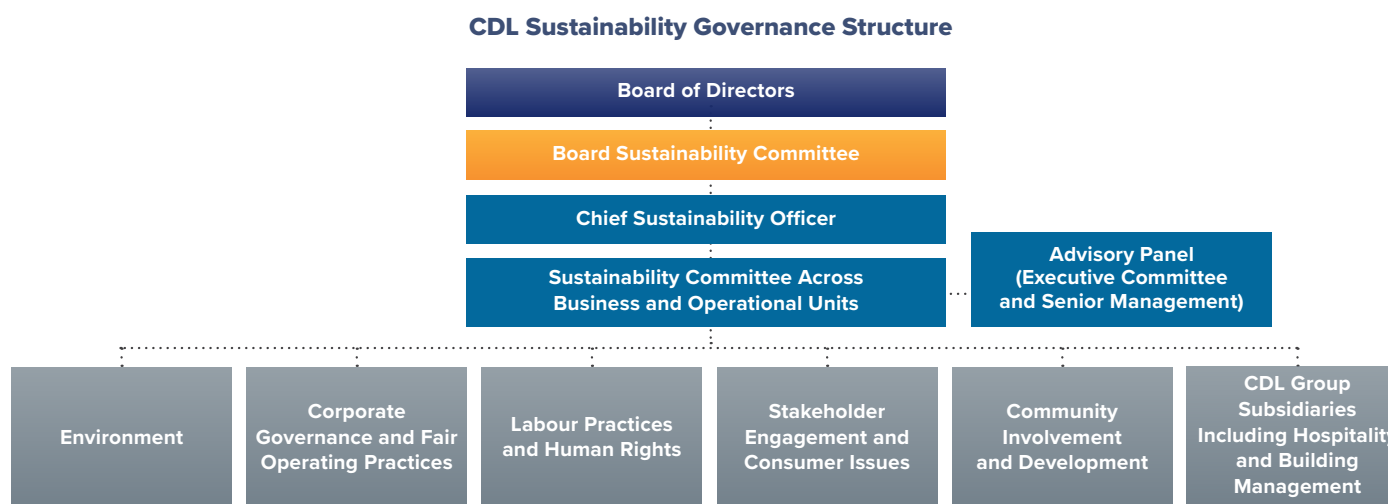 CDL Sustainability Governance Structure
Board of Directors
Board Sustainability Committee
Chief Sustainability Officer
Sustainability Committee Across
Business and Operational Units
Advisory Panel
(Executive Committee
and Senior Management)
Environment
Corporate
Governance and Fair
Operating Practices
Labour Practices
and Human Rights
Stakeholder
Engagement and
Consumer Issues
Community
Involvement
and Development
CDL Group
Subsidiaries
Including Hospitality
and Building
Management